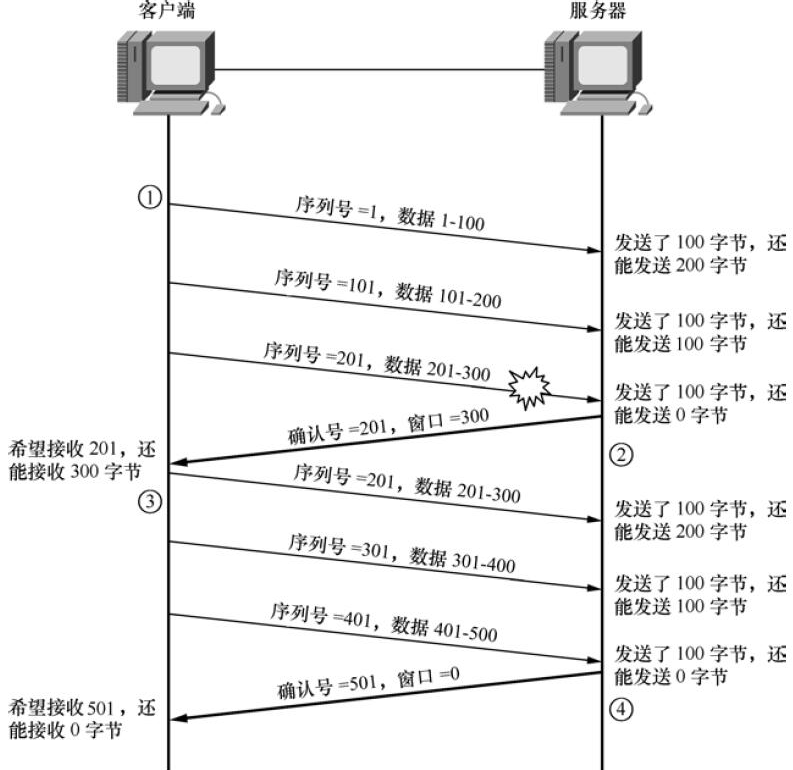 客户端
服务器
①
序列号 =1，数据 1-100
发送了 100 字节，还
能发送 200 字节
序列号 =101，数据 101-200
发送了 100 字节，还
能发送 100 字节
序列号 =201，数据 201-300
发送了 100 字节，还
能发送 0 字节
确认号 =201，窗口 =300
希望接收 201，还
能接收 300 字节
②
③
序列号 =201，数据 201-300
发送了 100 字节，还
能发送 200 字节
序列号 =301，数据 301-400
发送了 100 字节，还
能发送 100 字节
序列号 =401，数据 401-500
发送了 100 字节，还
能发送 0 字节
确认号 =501，窗口 =0
希望接收 501，还
能接收 0 字节
④